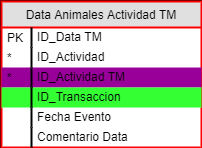 Data Animales Actividad TM
PK ID_Data TM
* ID_Actividad
* ID_Actividad TM
ID_Transaccion
Fecha Evento
Comentario Data